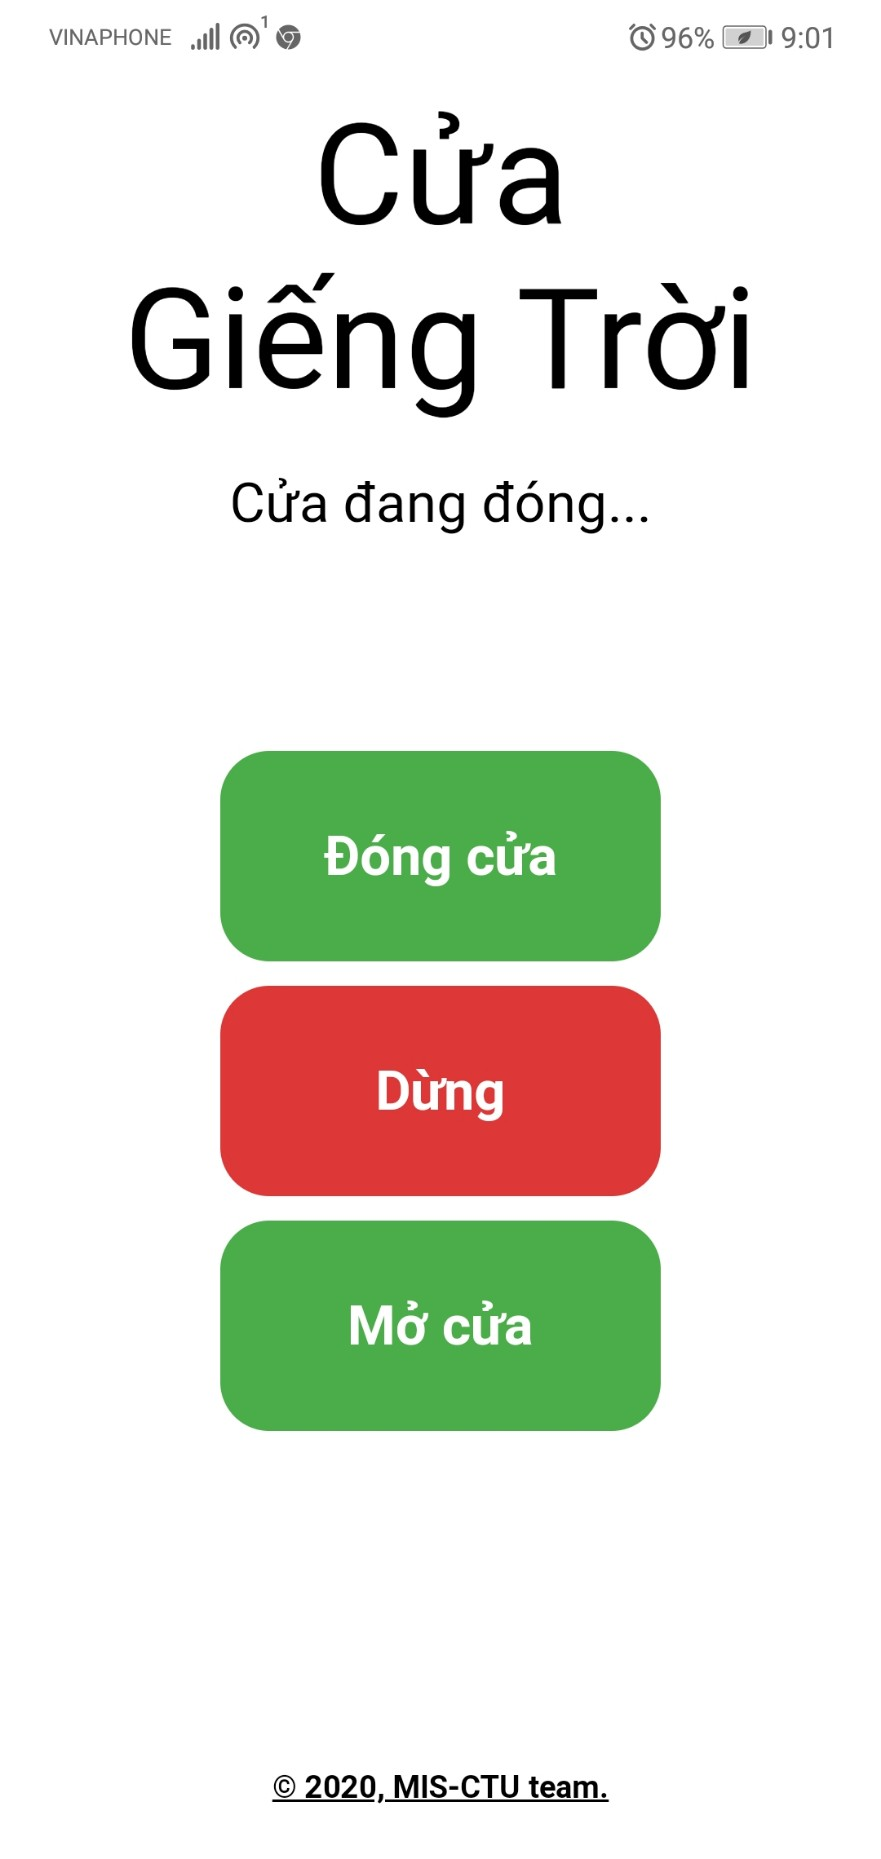 VINAPHONE 1 96% 9:01
Cửa
Giếng Trời
Cửa đang đóng...
Đóng cửa
Dừng
Mở cửa
© 2020, MIS-CTU team.